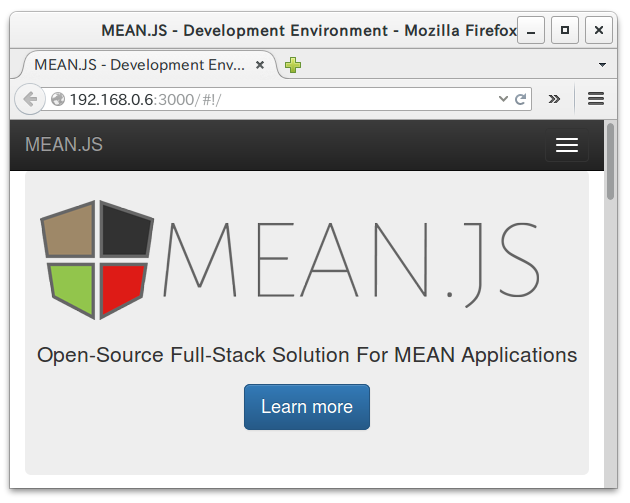 MEAN.JS - Development Environment - Mozilla Firefox
MEAN.JS - Development Env...
192.168.0.6:3000/#!/
MEAN.JS
MEAN.JS
Open-Source Full-Stack Solution For MEAN Applications
Learn more